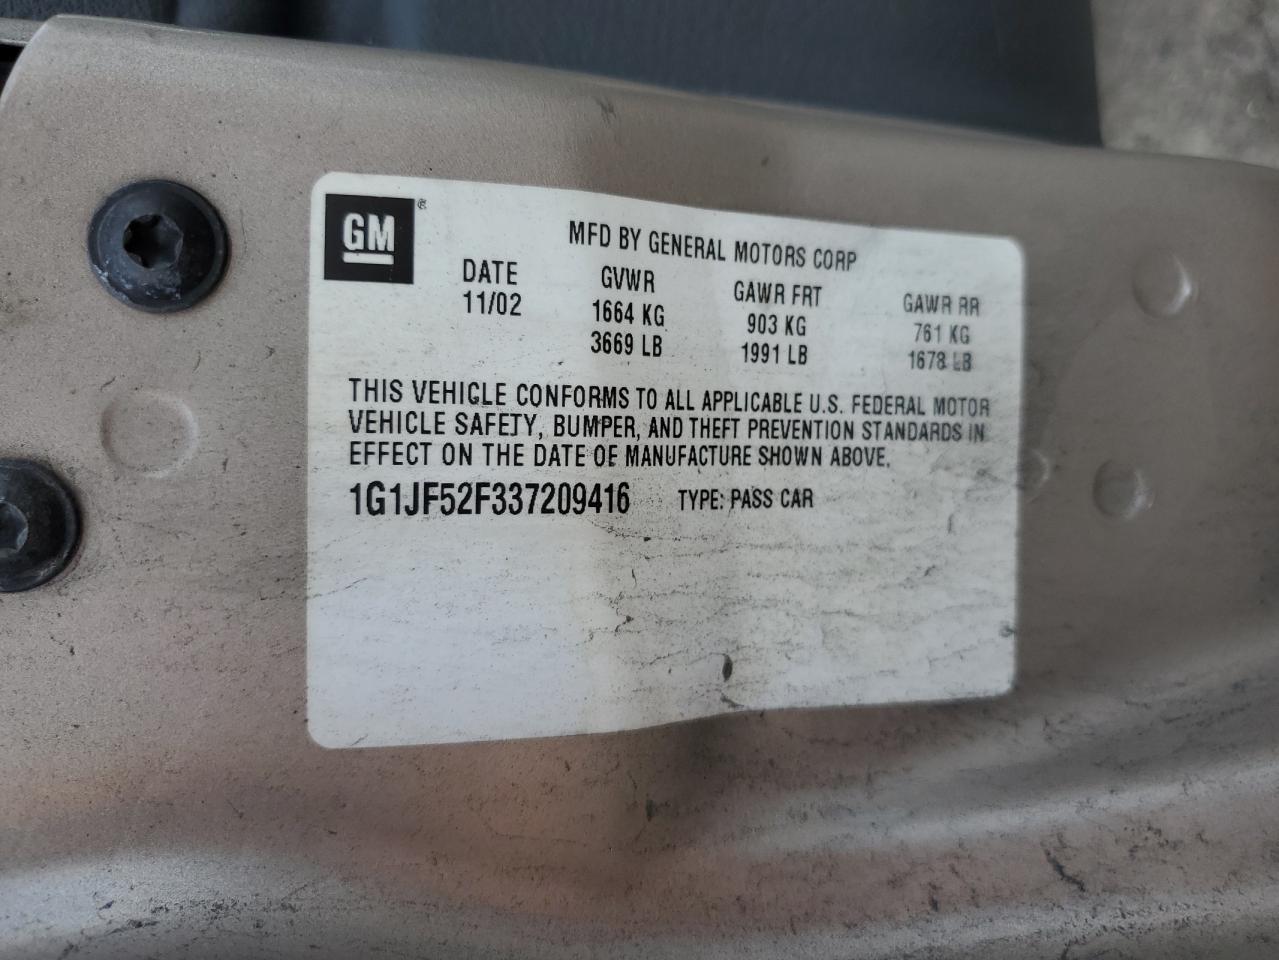 GM ®
MFD BY GENERAL MOTORS CORP
DATE GVWR GAWR FRT GAWR RR
11/02 1664 KG 903 KG 761 KG
3669 LB 1991 LB 1678 LB
THIS VEHICLE CONFORMS TO ALL APPLICABLE U.S. FEDERAL MOTOR
VEHICLE SAFETY, BUMPER, AND THEFT PREVENTION STANDARDS IN
EFFECT ON THE DATE OF MANUFACTURE SHOWN ABOVE.
1G1JF52F337209416 TYPE: PASS CAR